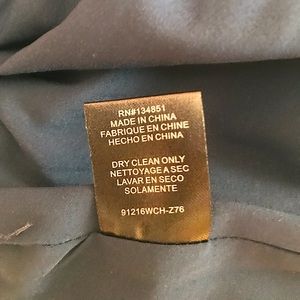 RN#134851
MADE IN CHINA
FABRIQUE EN CHINE
HECHO EN CHINA
DRY CLEAN ONLY
NETTOYAGE A SEC
LAVAR EN SECO
SOLAMENTE
91216WCH-Z76